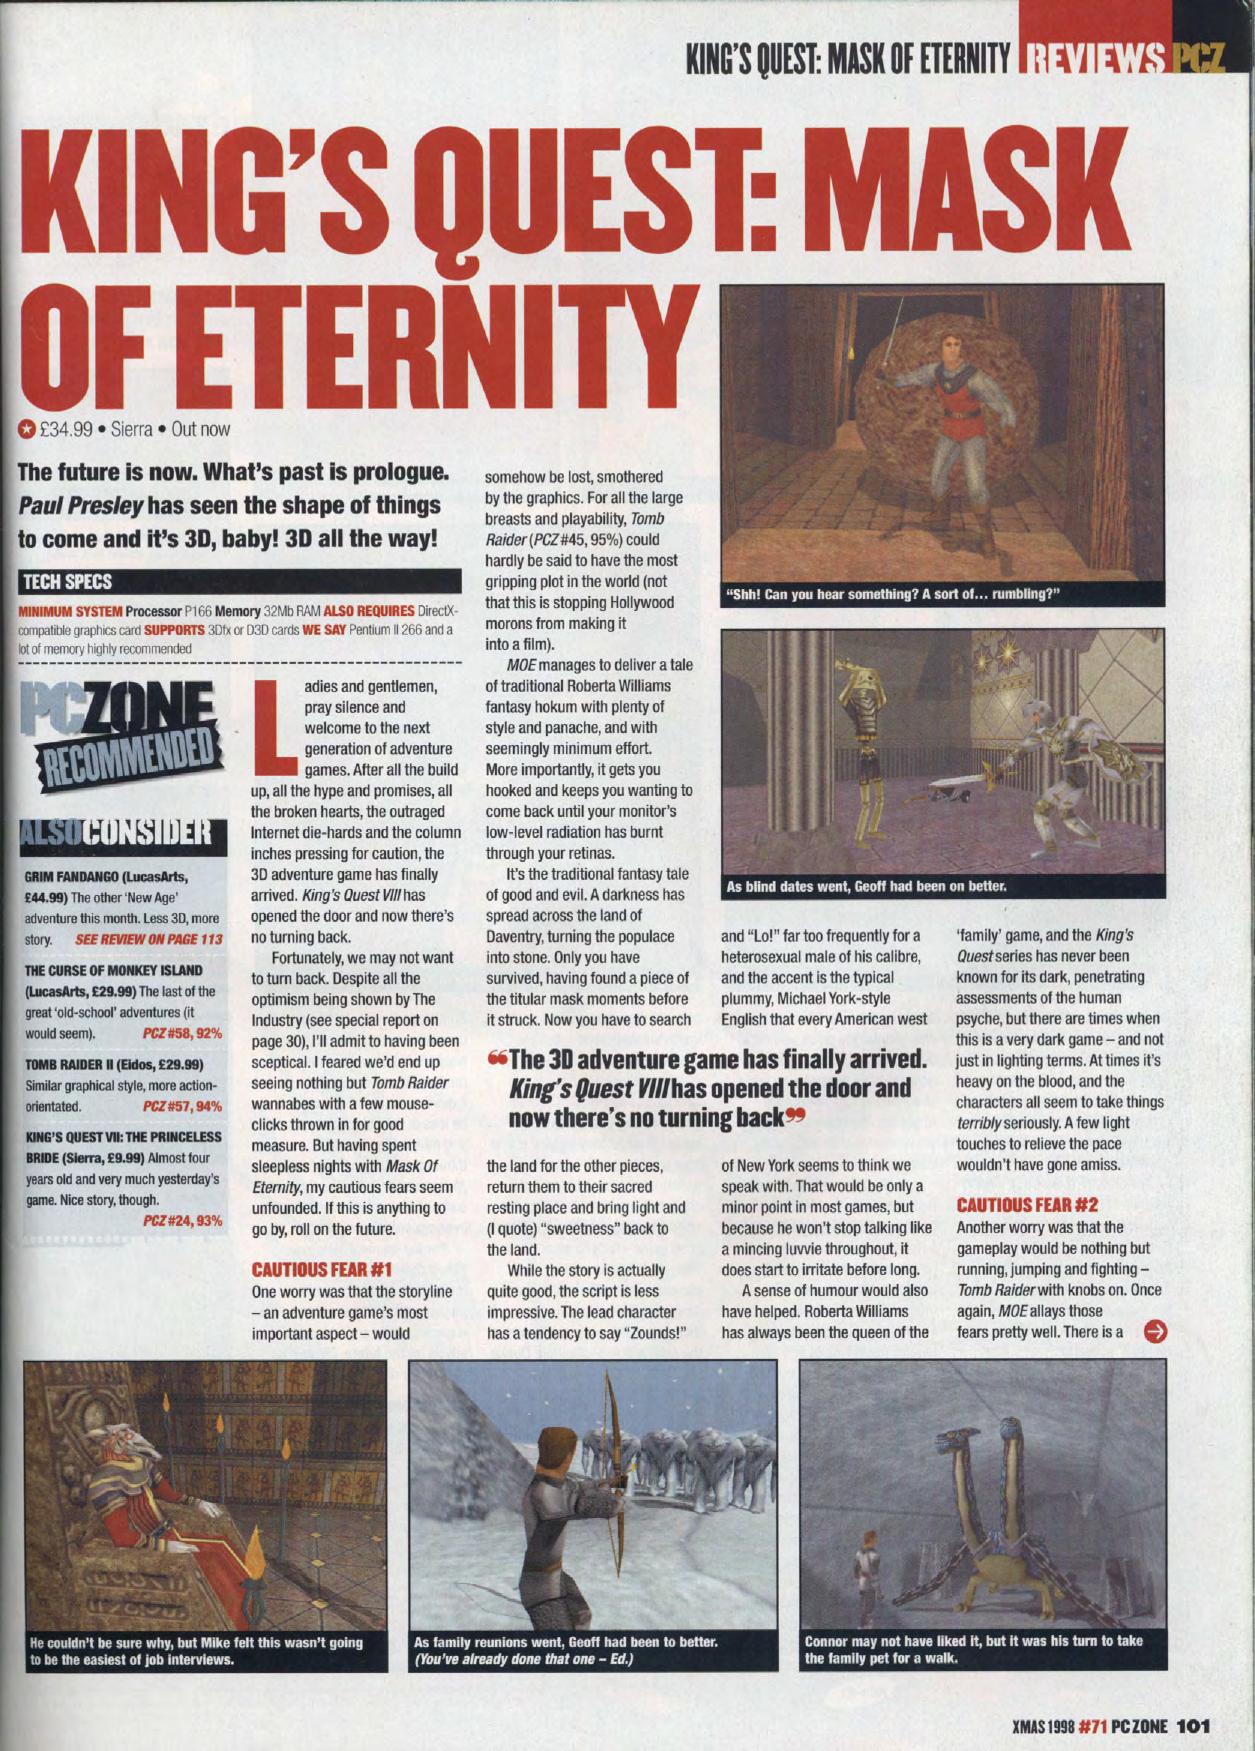 KING'S QUEST: MASK OF ETERNITY REVIEWS PCZ
KING'S QUEST: MASK
OF ETERNITY
£34.99 • Sierra • Out now
The future is now. What's past is prologue.
Paul Presley has seen the shape of things
to come and it's 3D, baby! 3D all the way!
TECH SPECS
MINIMUM SYSTEM Processor P166 Memory 32Mb RAM ALSO REQUIRES DirectX-
compatible graphics card SUPPORTS 3Dfx or D3D cards WE SAY Pentium II 266 and a
lot of memory highly recommended
PCZONE
RECOMMENDED
ALSO CONSIDER
GRIM FANDANGO (LucasArts,
£44.99) The other 'New Age'
adventure this month. Less 3D, more
story. SEE REVIEW ON PAGE 113
THE CURSE OF MONKEY ISLAND
(LucasArts, £29.99) The last of the
great 'old-school' adventures (it
would seem). PCZ #58, 92%
TOMB RAIDER II (Eidos, £29.99)
Similar graphical style, more action-
orientated. PCZ #57, 94%
KING'S QUEST VII: THE PRINCELESS
BRIDE (Sierra, £9.99) Almost four
years old and very much yesterday's
game. Nice story, though.
PCZ #24, 93%
Ladies and gentlemen,
pray silence and
welcome to the next
generation of adventure
games. After all the build
up, all the hype and promises, all
the broken hearts, the outraged
Internet die-hards and the column
inches pressing for caution, the
3D adventure game has finally
arrived. King's Quest VIII has
opened the door and now there's
no turning back.
Fortunately, we may not want
to turn back. Despite all the
optimism being shown by The
Industry (see special report on
page 30), I'll admit to having been
sceptical. I feared we'd end up
seeing nothing but Tomb Raider
wannabes with a few mouse-
clicks thrown in for good
measure. But having spent
sleepless nights with Mask Of
Eternity, my cautious fears seem
unfounded. If this is anything to
go by, roll on the future.
CAUTIOUS FEAR #1
One worry was that the storyline
– an adventure game's most
important aspect – would
somehow be lost, smothered
by the graphics. For all the large
breasts and playability, Tomb
Raider (PCZ #45, 95%) could
hardly be said to have the most
gripping plot in the world (not
that this is stopping Hollywood
morons from making it
into a film).
MOE manages to deliver a tale
of traditional Roberta Williams
fantasy hokum with plenty of
style and panache, and with
seemingly minimum effort.
More importantly, it gets you
hooked and keeps you wanting to
come back until your monitor's
low-level radiation has burnt
through your retinas.
It's the traditional fantasy tale
of good and evil. A darkness has
spread across the land of
Daventry, turning the populace
into stone. Only you have
survived, having found a piece of
the titular mask moments before
it struck. Now you have to search
the land for the other pieces,
return them to their sacred
resting place and bring light and
(I quote) "sweetness" back to
the land.
While the story is actually
quite good, the script is less
impressive. The lead character
has a tendency to say "Zounds!"
and "Lo!" far too frequently for a
heterosexual male of his calibre,
and the accent is the typical
plummy, Michael York-style
English that every American west
of New York seems to think we
speak with. That would be only a
minor point in most games, but
because he won't stop talking like
a mincing luvvie throughout, it
does start to irritate before long.
A sense of humour would also
have helped. Roberta Williams
has always been the queen of the
'family' game, and the King's
Quest series has never been
known for its dark, penetrating
assessments of the human
psyche, but there are times when
this is a very dark game – and not
just in lighting terms. At times it's
heavy on the blood, and the
characters all seem to take things
terribly seriously. A few light
touches to relieve the pace
wouldn't have gone amiss.
CAUTIOUS FEAR #2
Another worry was that the
gameplay would be nothing but
running, jumping and fighting –
Tomb Raider with knobs on. Once
again, MOE allays those
fears pretty well. There is a
"The 3D adventure game has finally arrived.
King's Quest VIII has opened the door and
now there's no turning back"
"Shh! Can you hear something? A sort of... rumbling?"
As blind dates went, Geoff had been on better.
He couldn't be sure why, but Mike felt this wasn't going
to be the easiest of job interviews.
As family reunions went, Geoff had been to better.
(You've already done that one – Ed.)
Connor may not have liked it, but it was his turn to take
the family pet for a walk.
XMAS 1998 #71 PC ZONE 101